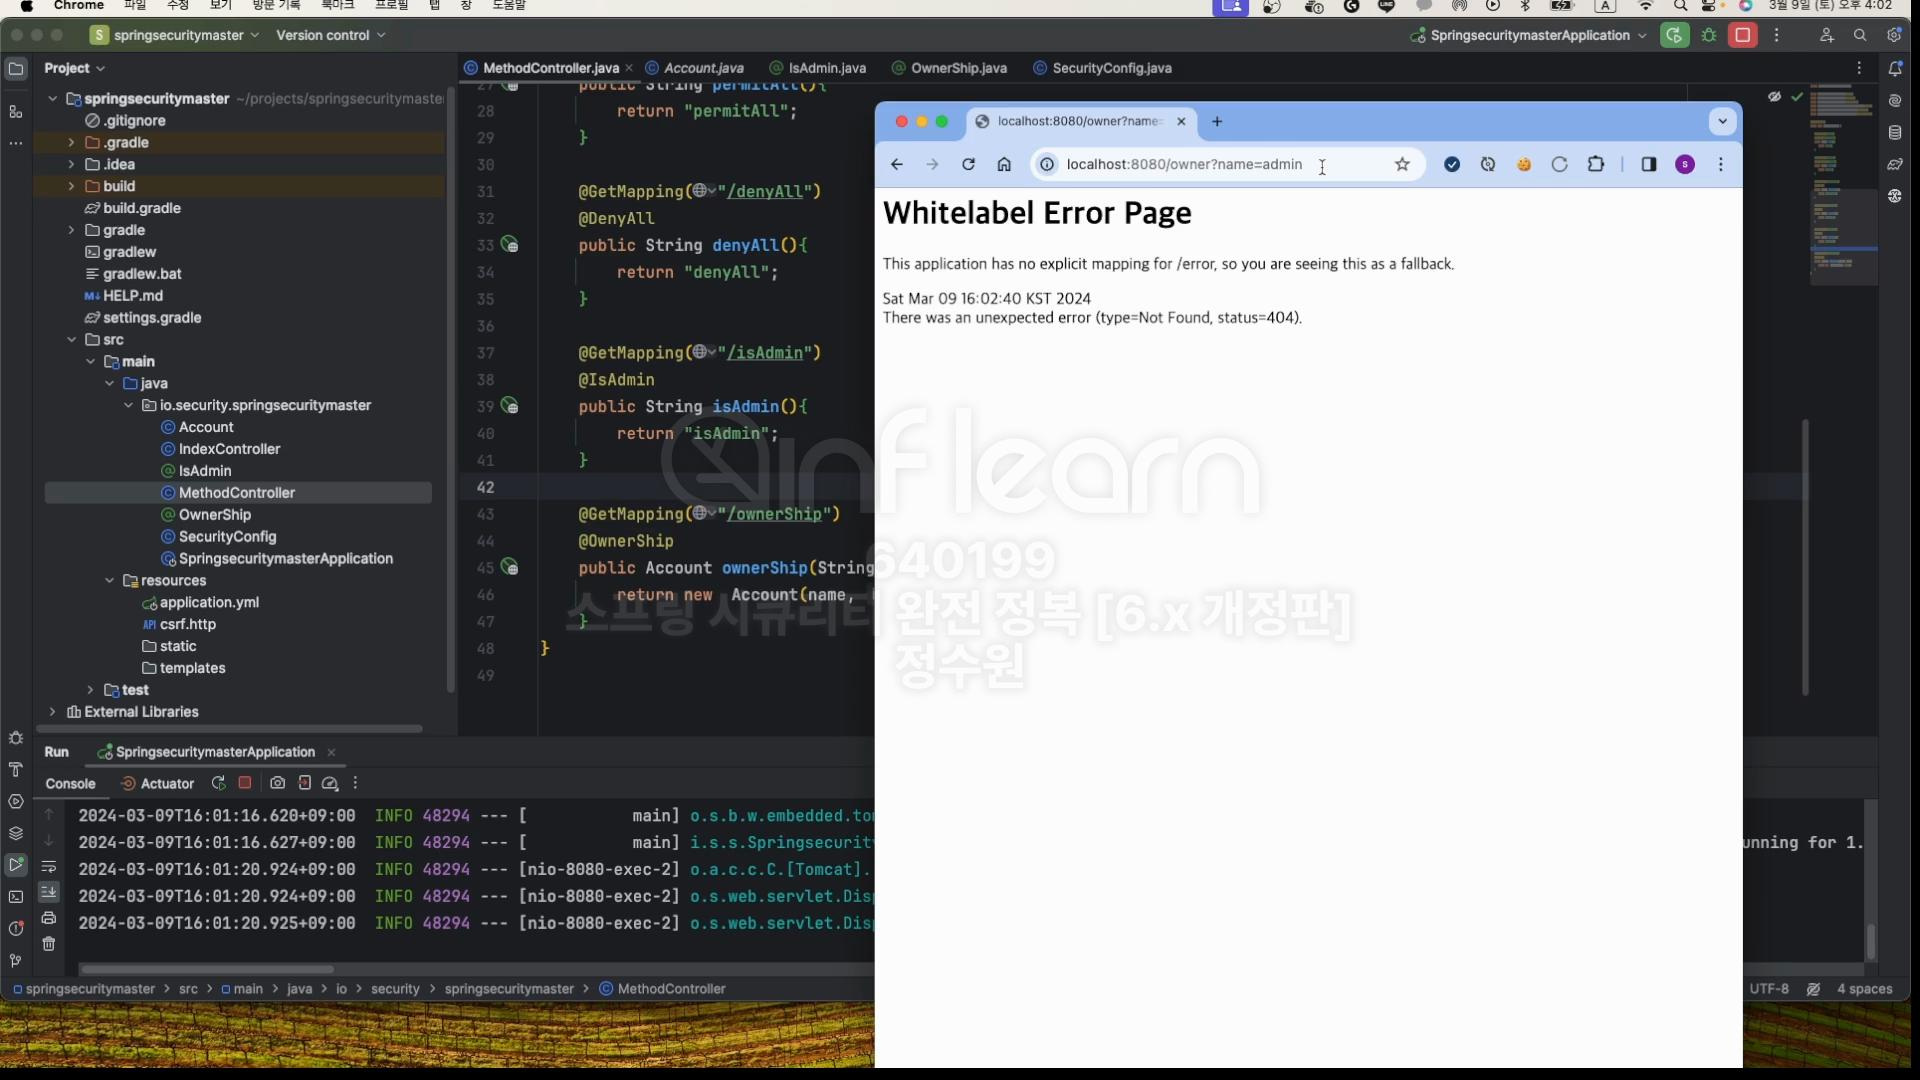 Chrome 파일 수정 보기 방문 기록 북마크 프로필 탭 창 도움말
3월 9일 (토) 오후 4:02
S springsecuritymaster Version control
SpringsecuritymasterApplication
Project
springsecuritymaster ~/projects/springsecuritymaste
.gitignore
.gradle
.idea
build
build.gradle
gradle
gradlew
gradlew.bat
HELP.md
settings.gradle
src
main
java
io.security.springsecuritymaster
Account
IndexController
IsAdmin
MethodController
OwnerShip
SecurityConfig
SpringsecuritymasterApplication
resources
application.yml
csrf.http
static
templates
test
External Libraries
MethodController.java Account.java IsAdmin.java OwnerShip.java SecurityConfig.java
27 public String permitAll(){
28 return "permitAll";
29 }
30
31 @GetMapping("/denyAll")
32 @DenyAll
33 public String denyAll(){
34 return "denyAll";
35 }
36
37 @GetMapping("/isAdmin")
38 @IsAdmin
39 public String isAdmin(){
40 return "isAdmin";
41 }
42
43 @GetMapping("/ownerShip")
44 @OwnerShip
45 public Account ownerShip(String
46 return new Account(name,
47 }
48 }
49
localhost:8080/owner?name=
localhost:8080/owner?name=admin
Whitelabel Error Page
This application has no explicit mapping for /error, so you are seeing this as a fallback.
Sat Mar 09 16:02:40 KST 2024
There was an unexpected error (type=Not Found, status=404).
inflearn
640199
스프링 시큐리티 완전 정복 [6.x 개정판]
정수원
Run SpringsecuritymasterApplication
Console Actuator
2024-03-09T16:01:16.620+09:00 INFO 48294 --- [ main] o.s.b.w.embedded.to
2024-03-09T16:01:16.627+09:00 INFO 48294 --- [ main] i.s.s.Springsecurit
unning for 1.
2024-03-09T16:01:20.924+09:00 INFO 48294 --- [nio-8080-exec-2] o.a.c.c.C.[Tomcat].
2024-03-09T16:01:20.924+09:00 INFO 48294 --- [nio-8080-exec-2] o.s.web.servlet.Dis
2024-03-09T16:01:20.925+09:00 INFO 48294 --- [nio-8080-exec-2] o.s.web.servlet.Dis
springsecuritymaster > src > main > java > io > security > springsecuritymaster > MethodController
UTF-8 4 spaces